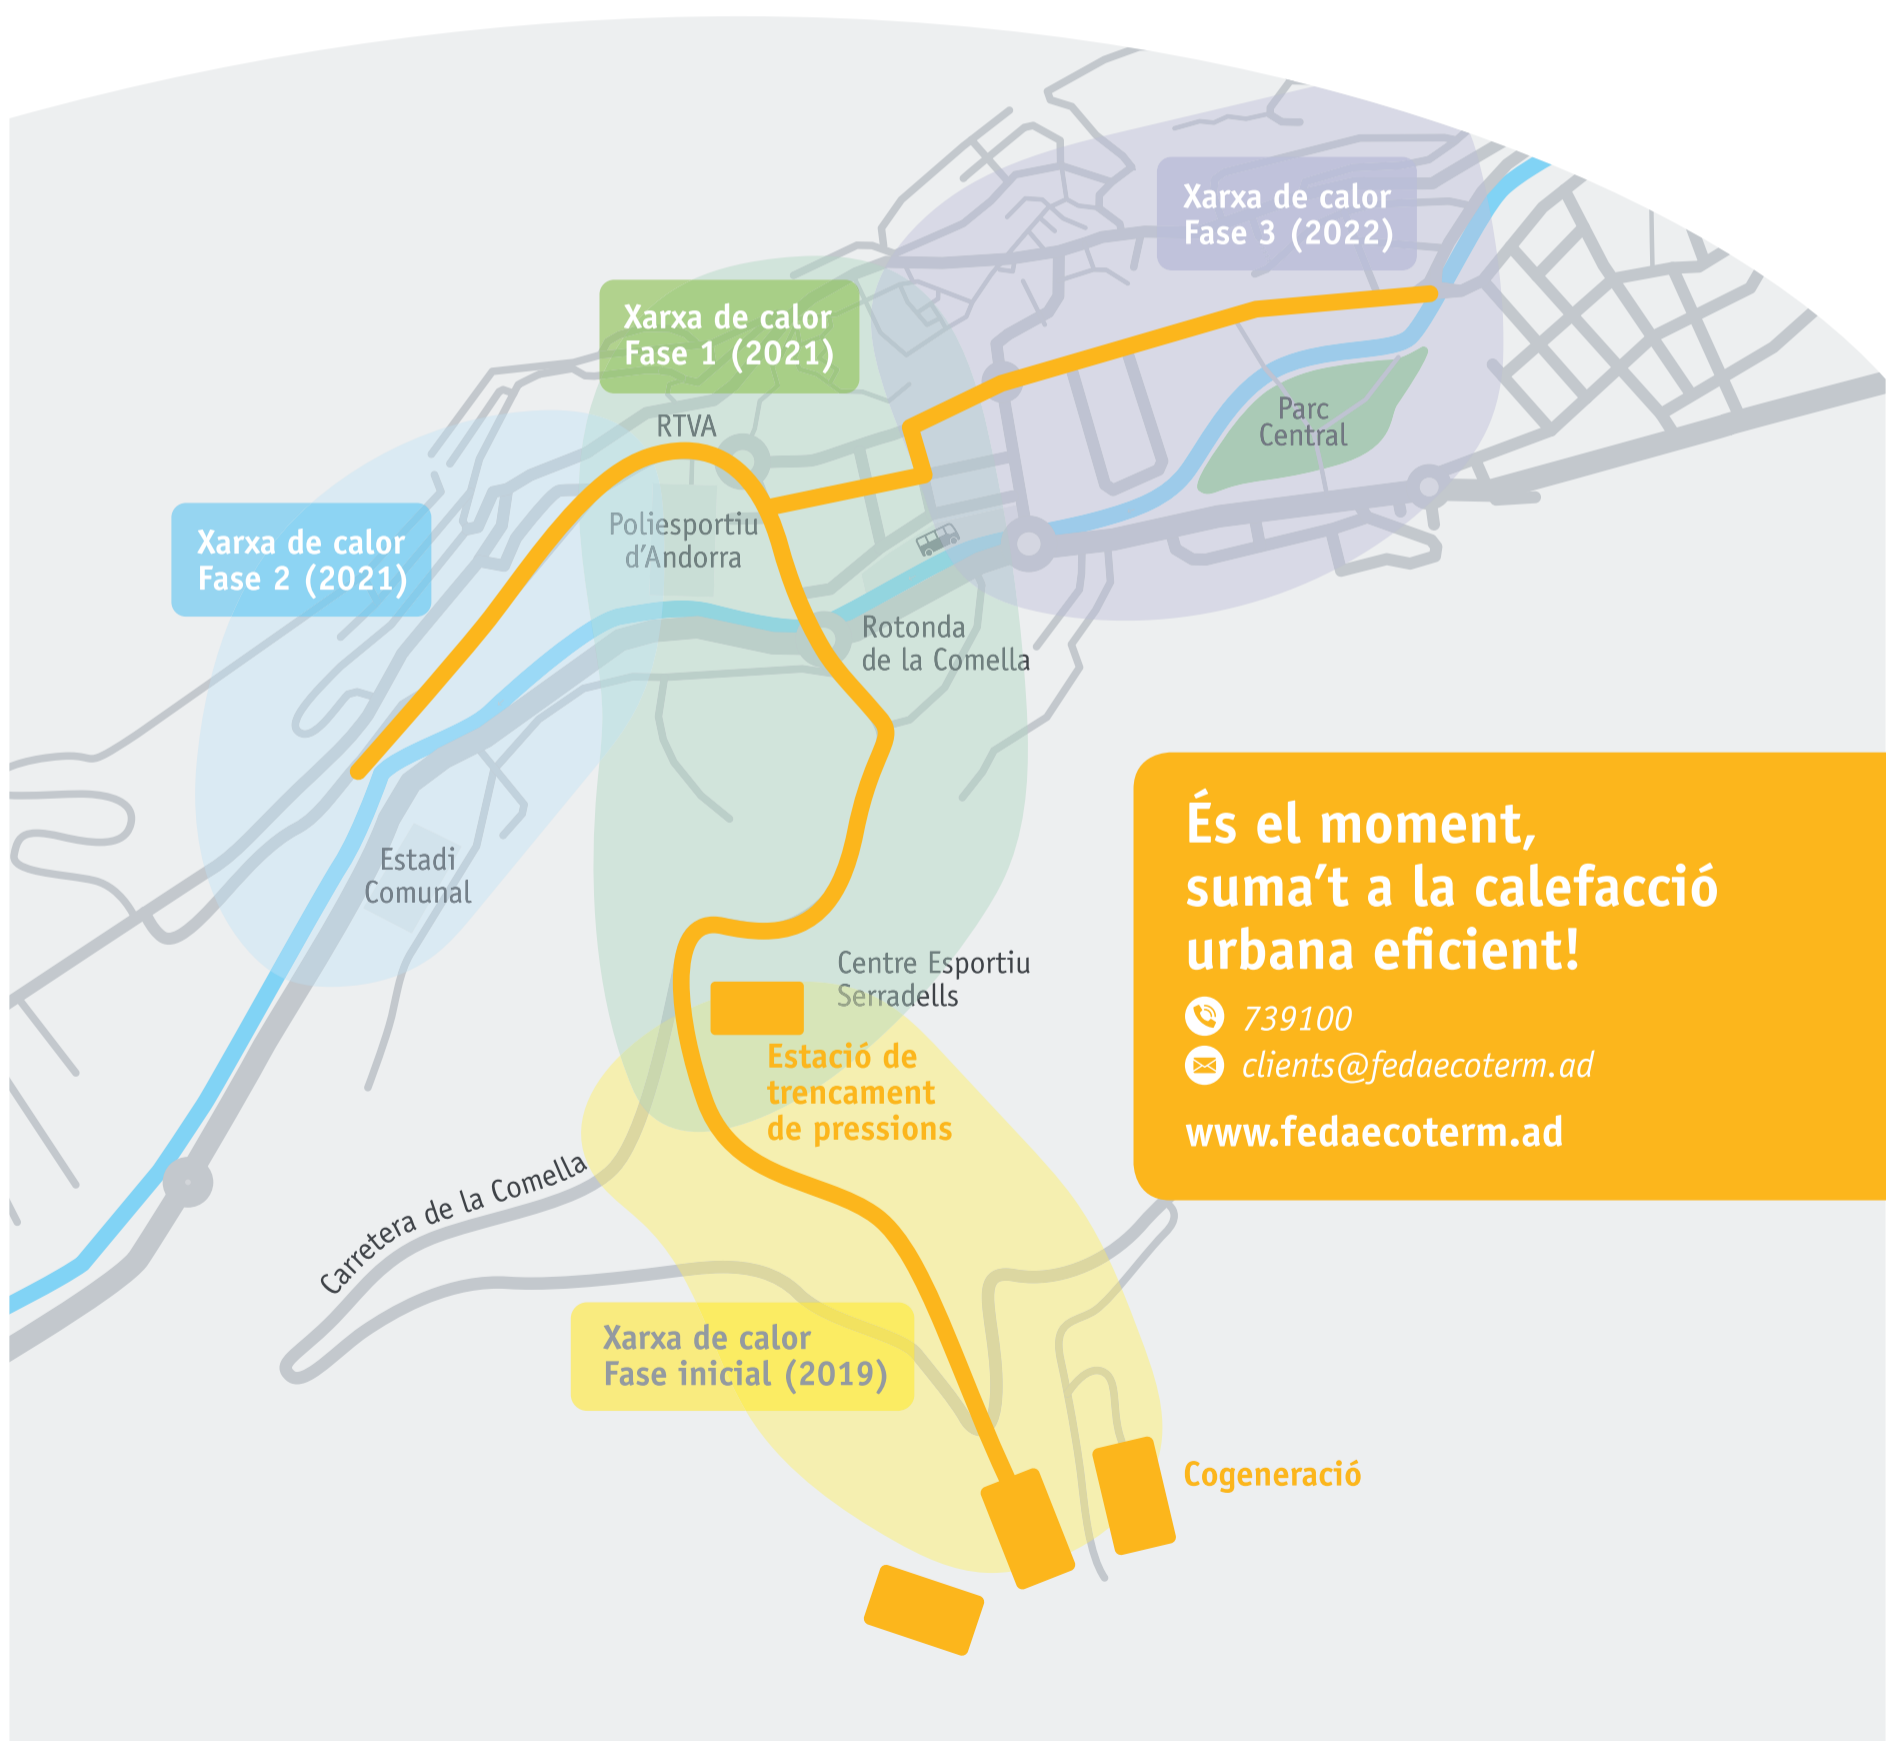 Xarxa de calor
Fase 3 (2022)
Xarxa de calor
Fase 1 (2021)
RTVA
Parc
Central
Xarxa de calor
Fase 2 (2021)
Poliesportiu
d’Andorra
Rotonda
de la Comella
Estadi
Comunal
És el moment,
suma’t a la calefacció
urbana eficient!
739100
clients@fedaecoterm.ad
www.fedaecoterm.ad
Centre Esportiu
Serradells
Estació de
trencament
de pressions
Carretera de la Comella
Xarxa de calor
Fase inicial (2019)
Cogeneració